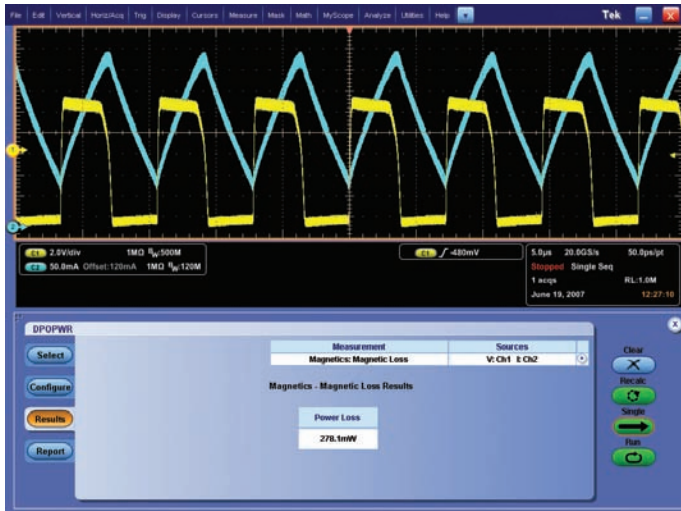 File Edit Vertical Horiz/Acq Trig Display Cursors Measure Mask Math MyScope Analyze Utilities Help Tek X
1
2
C1 2.0V/div 1MΩ BW:500M
C2 50.0mA Offset:120mA 1MΩ BW:120M
C1 -480mV
5.0µs 20.0GS/s 50.0ps/pt
Stopped Single Seq
1 acqs RL:1.0M
June 19, 2007 12:27:10
DPOPWR X
Select
Configure
Results
Report
Measurement Sources
Magnetics: Magnetic Loss V: Ch1 I: Ch2
Magnetics - Magnetic Loss Results
Power Loss
278.1mW
Clear
Recalc
Single
Run